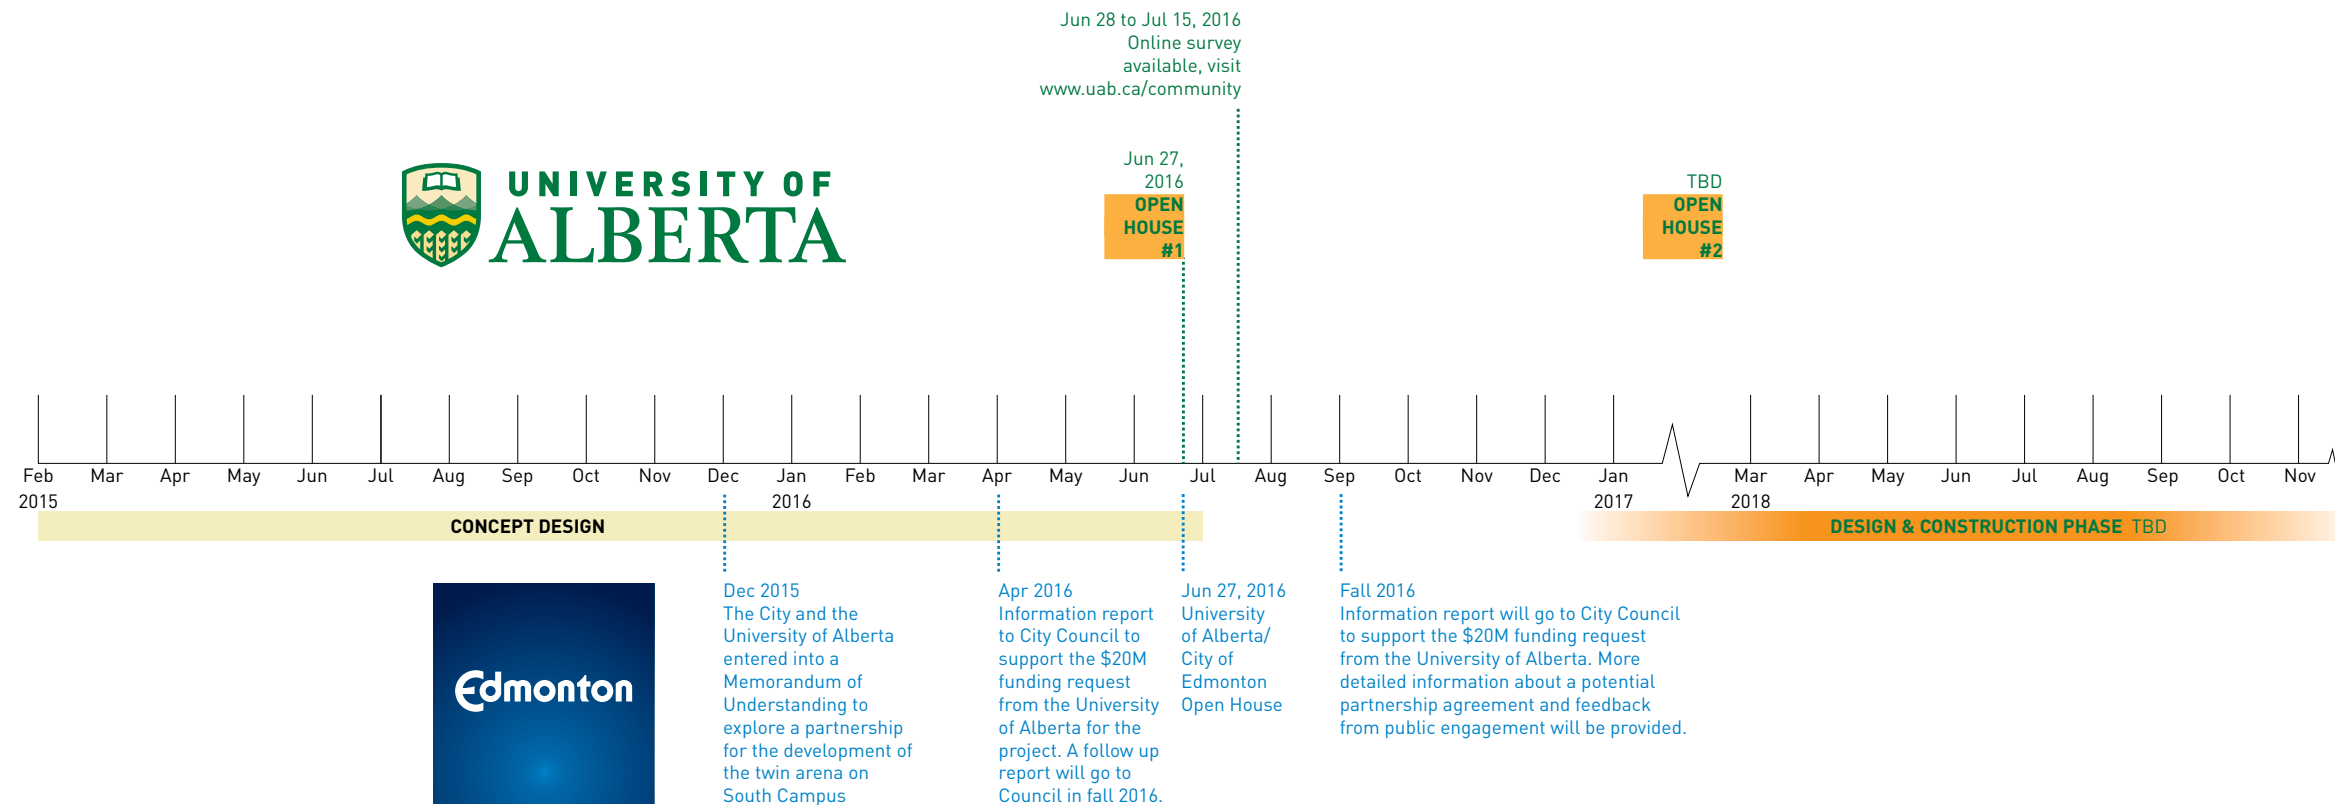 Jun 28 to Jul 15, 2016
Online survey
available, visit
www.uab.ca/community
Jun 27,
2016
OPEN
HOUSE
#1
TBD
OPEN
HOUSE
#2
UNIVERSITY OF
ALBERTA
Feb Mar Apr May Jun Jul Aug Sep Oct Nov Dec Jan Feb Mar Apr May Jun Jul Aug Sep Oct Nov Dec Jan Mar Apr May Jun Jul Aug Sep Oct Nov
2015 2016 2017 2018
CONCEPT DESIGN
DESIGN & CONSTRUCTION PHASE TBD
Edmonton
Dec 2015
The City and the
University of Alberta
entered into a
Memorandum of
Understanding to
explore a partnership
for the development of
the twin arena on
South Campus
Apr 2016
Information report
to City Council to
support the $20M
funding request
from the University
of Alberta for the
project. A follow up
report will go to
Council in fall 2016.
Jun 27, 2016
University
of Alberta/
City of
Edmonton
Open House
Fall 2016
Information report will go to City Council
to support the $20M funding request
from the University of Alberta. More
detailed information about a potential
partnership agreement and feedback
from public engagement will be provided.